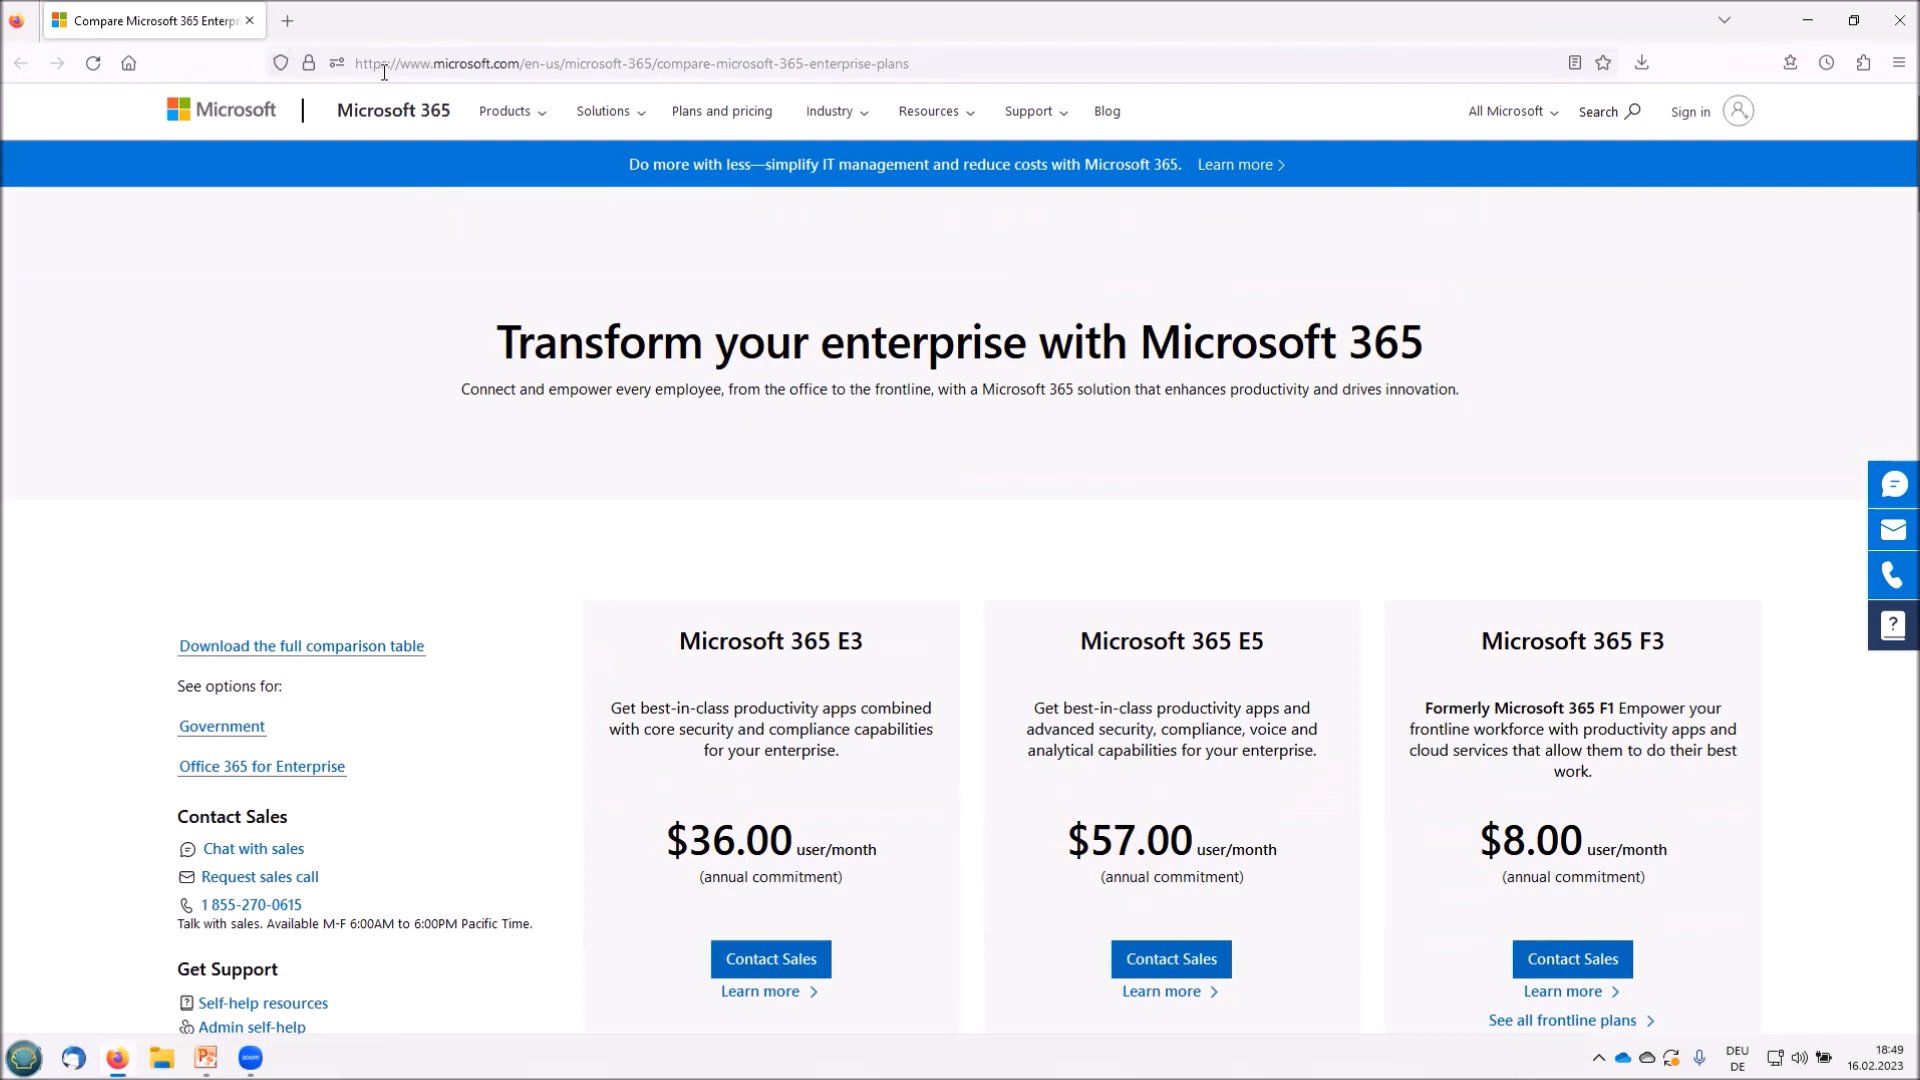 Compare Microsoft 365 Enterpr
https://www.microsoft.com/en-us/microsoft-365/compare-microsoft-365-enterprise-plans
Microsoft
Microsoft 365
Products
Solutions
Plans and pricing
Industry
Resources
Support
Blog
All Microsoft
Search
Sign in
Do more with less—simplify IT management and reduce costs with Microsoft 365. Learn more
Transform your enterprise with Microsoft 365
Connect and empower every employee, from the office to the frontline, with a Microsoft 365 solution that enhances productivity and drives innovation.
Download the full comparison table
See options for:
Government
Office 365 for Enterprise
Contact Sales
Chat with sales
Request sales call
1 855-270-0615
Talk with sales. Available M-F 6:00AM to 6:00PM Pacific Time.
Get Support
Self-help resources
Admin self-help
Microsoft 365 E3
Get best-in-class productivity apps combined
with core security and compliance capabilities
for your enterprise.
$36.00 user/month
(annual commitment)
Contact Sales
Learn more
Microsoft 365 E5
Get best-in-class productivity apps and
advanced security, compliance, voice and
analytical capabilities for your enterprise.
$57.00 user/month
(annual commitment)
Contact Sales
Learn more
Microsoft 365 F3
Formerly Microsoft 365 F1 Empower your
frontline workforce with productivity apps and
cloud services that allow them to do their best
work.
$8.00 user/month
(annual commitment)
Contact Sales
Learn more
See all frontline plans
zoom
DEU
DE
18:49
16.02.2023